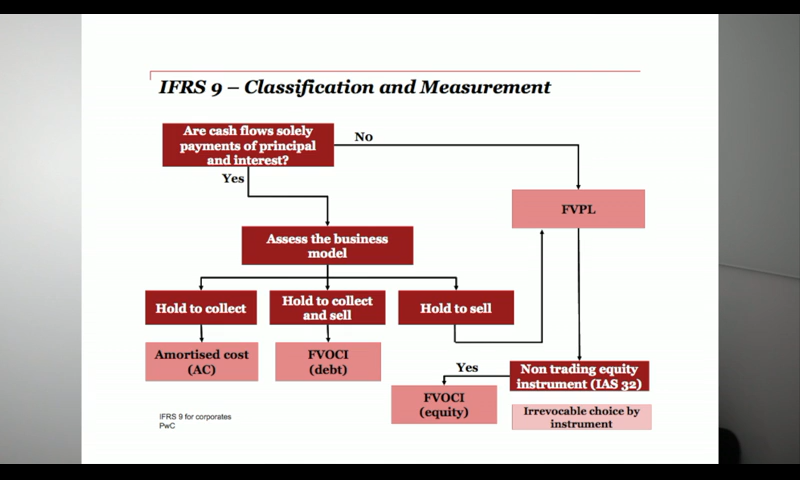 IFRS 9 – Classification and Measurement
Are cash flows solely
payments of principal
and interest?
No
Yes
FVPL
Assess the business
model
Hold to collect
Hold to collect
and sell
Hold to sell
Amortised cost
(AC)
FVOCI
(debt)
Yes
Non trading equity
instrument (IAS 32)
FVOCI
(equity)
Irrevocable choice by
instrument
IFRS 9 for corporates
PwC